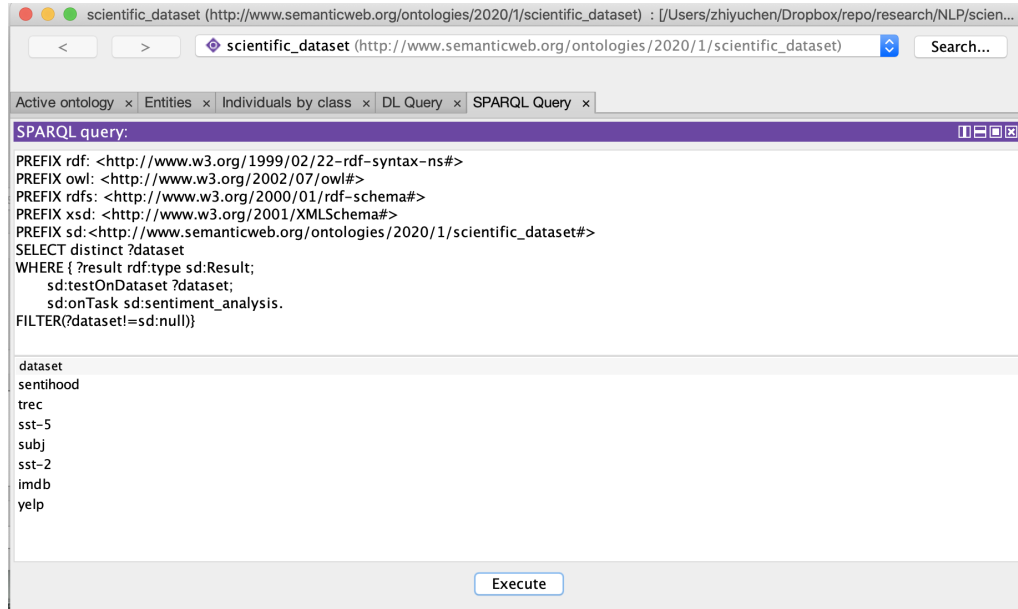 scientific_dataset (http://www.semanticweb.org/ontologies/2020/1/scientific_dataset) : [/Users/zhiyuchen/Dropbox/repo/research/NLP/scien...
< > scientific_dataset (http://www.semanticweb.org/ontologies/2020/1/scientific_dataset) Search...
Active ontology × Entities × Individuals by class × DL Query × SPARQL Query ×
SPARQL query:
PREFIX rdf: <http://www.w3.org/1999/02/22-rdf-syntax-ns#>
PREFIX owl: <http://www.w3.org/2002/07/owl#>
PREFIX rdfs: <http://www.w3.org/2000/01/rdf-schema#>
PREFIX xsd: <http://www.w3.org/2001/XMLSchema#>
PREFIX sd:<http://www.semanticweb.org/ontologies/2020/1/scientific_dataset#>
SELECT distinct ?dataset
WHERE { ?result rdf:type sd:Result;
sd:testOnDataset ?dataset;
sd:onTask sd:sentiment_analysis.
FILTER(?dataset!=sd:null)}
dataset
sentihood
trec
sst-5
subj
sst-2
imdb
yelp
Execute